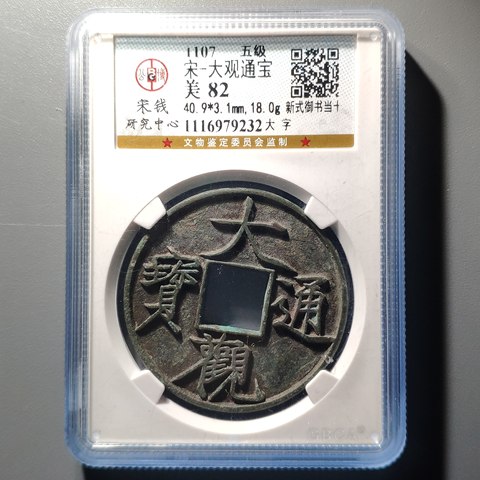 1107 五级
宋-大观通宝
美 82
宋钱 40.9*3.1mm,18.0g 新式御书当十
研究中心 1116979232 大字
★ 文物鉴定委员会监制 ★
大
寶 通
觀